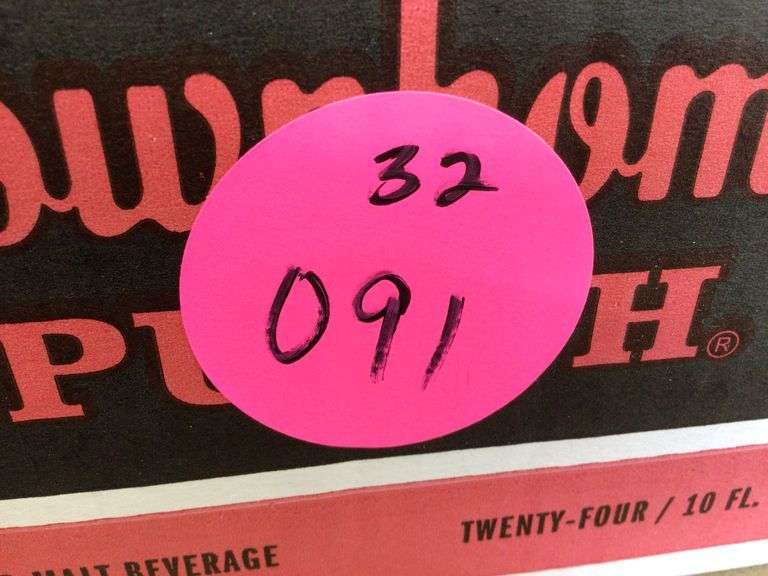 32
091
H®
TWENTY-FOUR / 10 FL.
MALT BEVERAGE